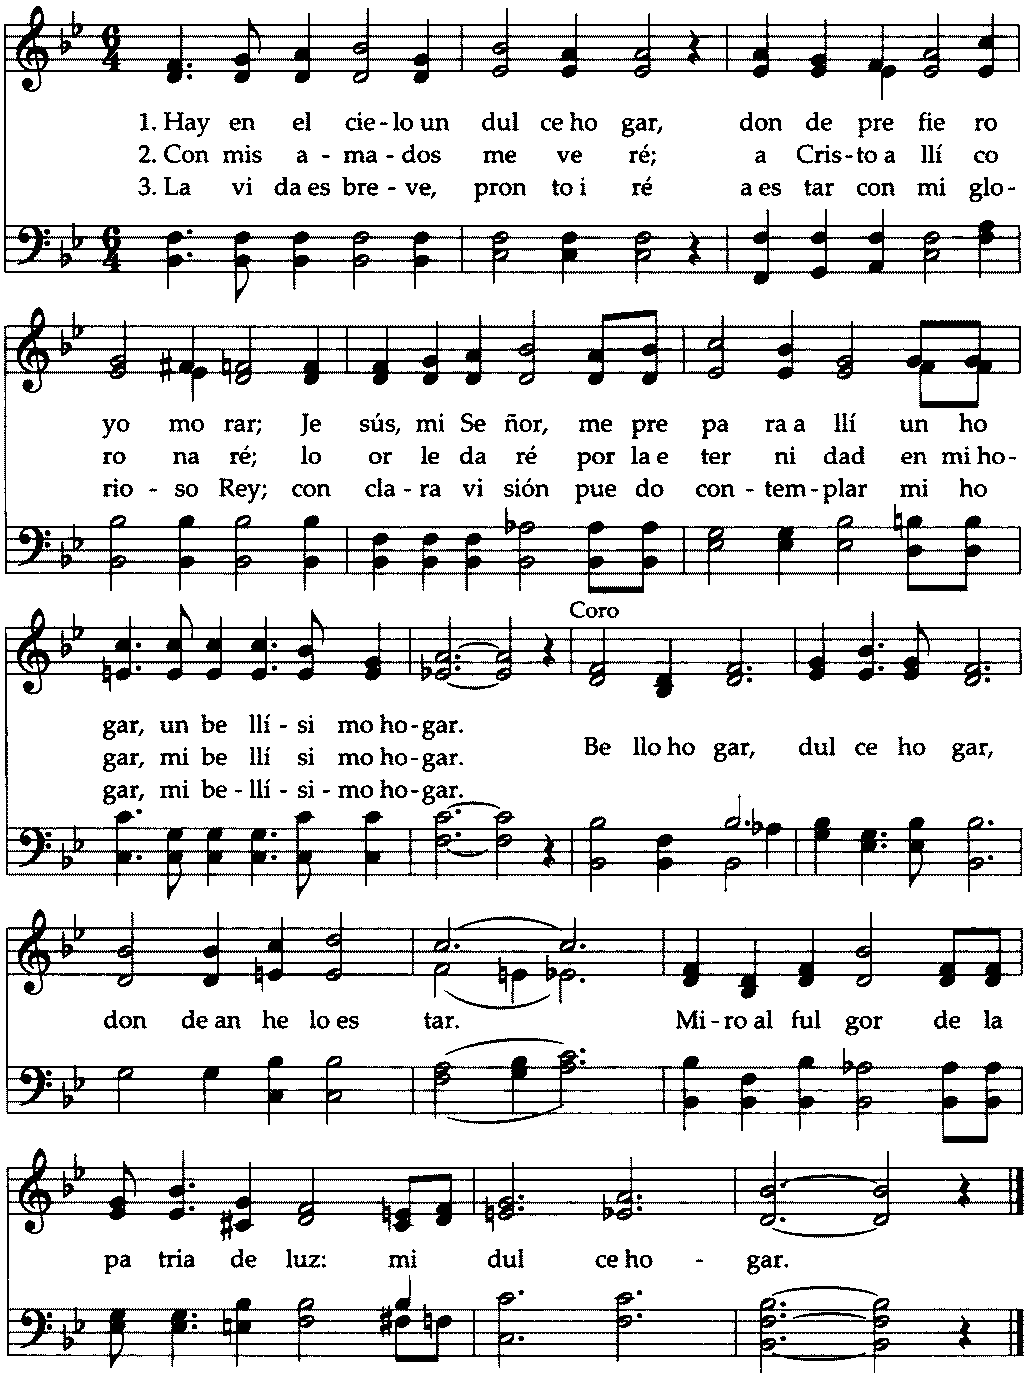 1. Hay en el cie-lo un dul ce ho gar, don de pre fie ro
2. Con mis a-ma-dos me ve ré; a Cris-to a llí co
3. La vi da es bre-ve, pron to i ré a es tar con mi glo-
yo mo rar; Je sús, mi Se ñor, me pre pa ra a llí un ho
ro na ré; lo or le da ré por la e ter ni dad en mi ho-
rio-so Rey; con cla-ra vi sión pue do con-tem-plar mi ho
Coro
gar, un be llí-si mo ho-gar.
gar, mi be llí si mo ho-gar.
gar, mi be-llí-si-mo ho-gar.
Be llo ho gar, dul ce ho gar,
don de an he lo es tar. Mi-ro al ful gor de la
pa tria de luz: mi dul ce ho - gar.